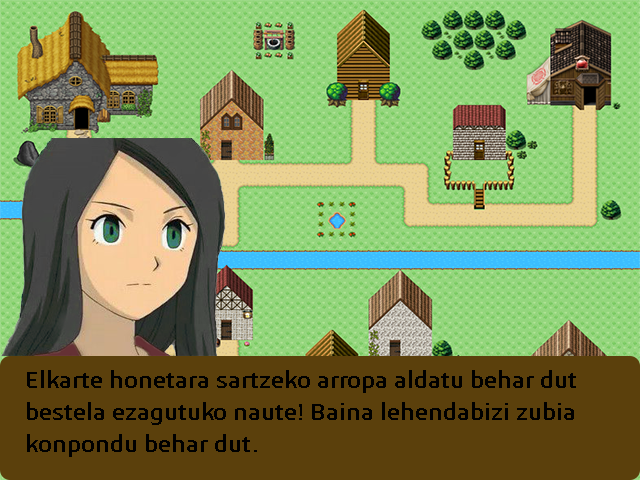 Elkarte honetara sartzeko arropa aldatu behar dut
bestela ezagutuko naute! Baina lehendabizi zubia
konpondu behar dut.